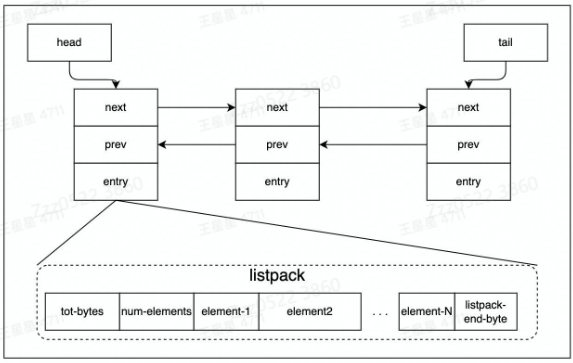 head
tail
next
next
next
prev
prev
prev
entry
entry
entry
listpack
tot-bytes
num-elements
element-1
element2
. . .
element-N
listpack-
end-byte
王星星 4711
Zzz0522 3860